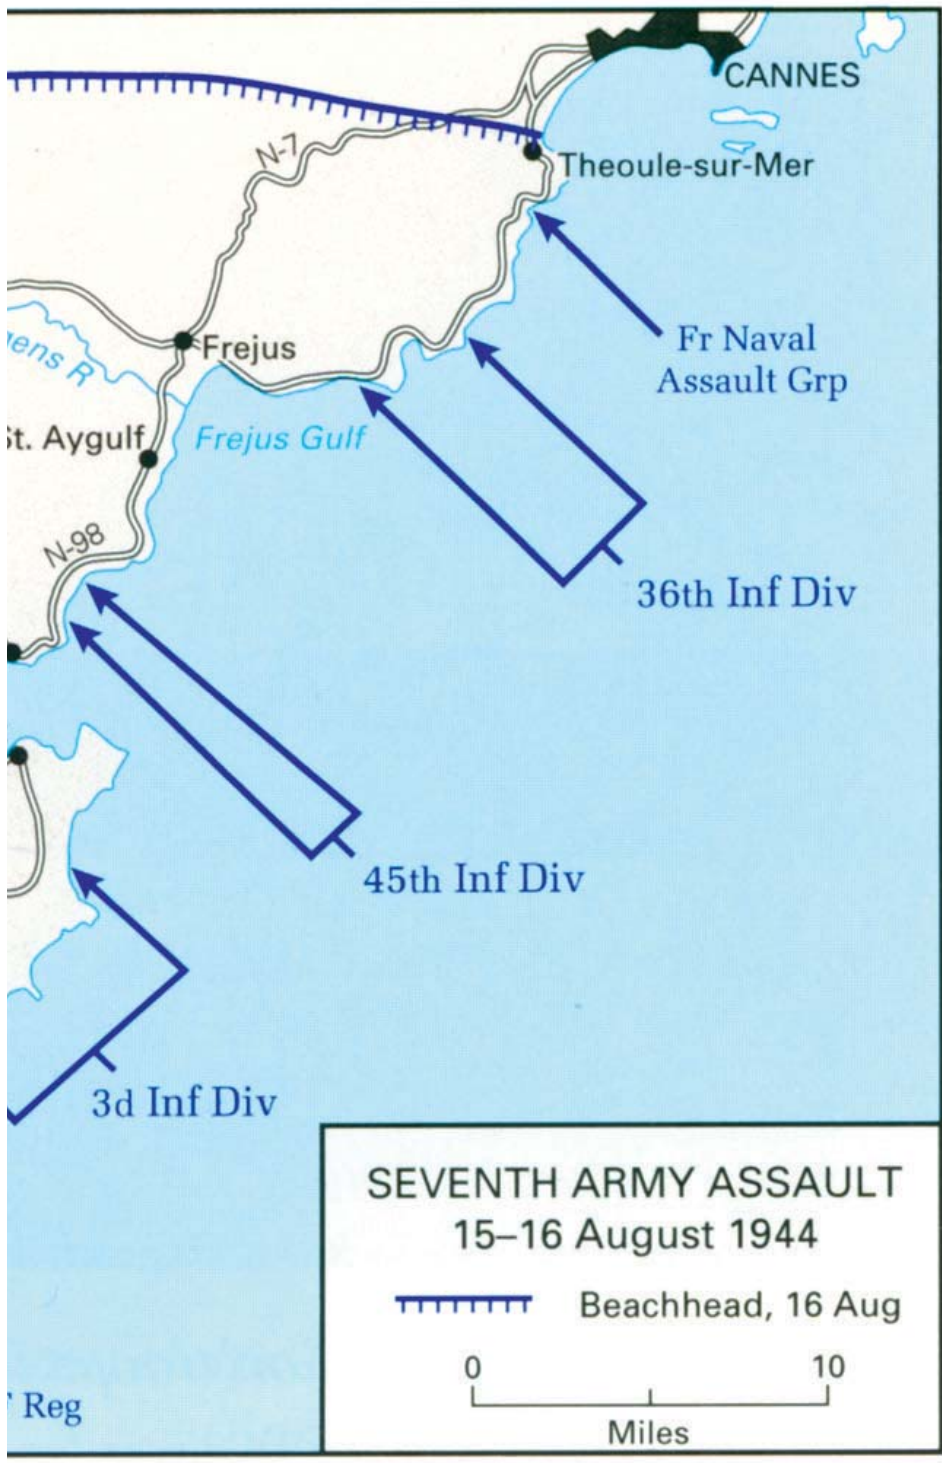 CANNES
N-7
Theoule-sur-Mer
Fr Naval
Assault Grp
Frejus
ens R
St. Aygulf
Frejus Gulf
N-98
36th Inf Div
45th Inf Div
3d Inf Div
SEVENTH ARMY ASSAULT
15–16 August 1944
Beachhead, 16 Aug
0 10
Miles
Reg